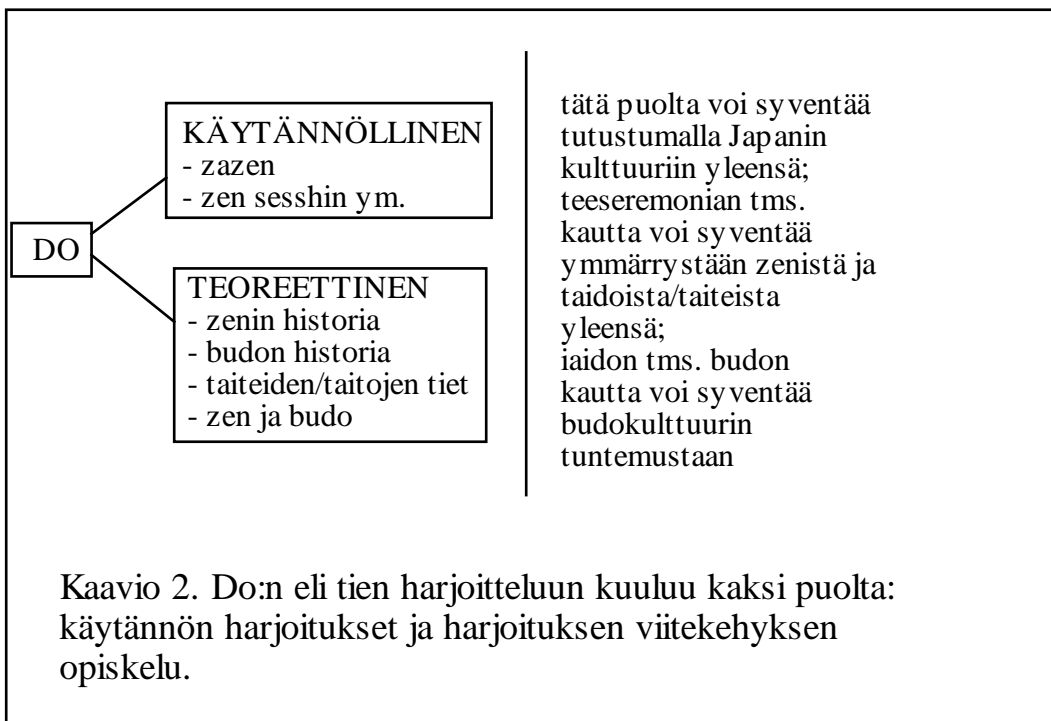 DO
KÄYTÄNNÖLLINEN
- zazen
- zen sesshin ym.
TEOREETTINEN
- zenin historia
- budon historia
- taiteiden/taitojen tiet
- zen ja budo
tätä puolta voi syventää
tutustumalla Japanin
kulttuuriin yleensä;
teeseremonian tms.
kautta voi syventää
ymmärrystään zenistä ja
taidoista/taiteista
yleensä;
iaidon tms. budon
kautta voi syventää
budokulttuurin
tuntemustaan
Kaavio 2. Do:n eli tien harjoitteluun kuuluu kaksi puolta:
käytännön harjoitukset ja harjoituksen viitekehyksen
opiskelu.